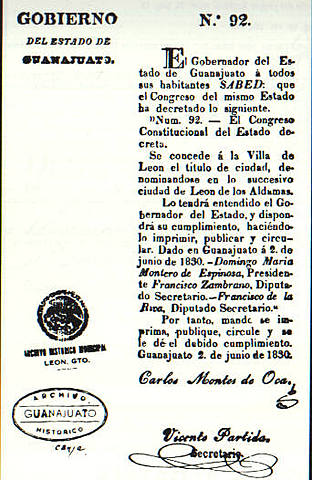 GOBIERNO
DEL ESTADO DE
GUANAJUATO.
N.° 92.
El Gobernador del Es-
tado de Guanajuato á todos
sus habitantes SABED: que
el Congreso del mismo Estado
ha decretado lo siguiente.
"Num. 92. — El Congreso
Constitucional del Estado de-
creta.
Se concede á la Villa de
Leon el titulo de ciudad, de-
nominandose en lo succesivo
ciudad de Leon de los Aldamas.
Lo tendrá entendido el Go-
bernador del Estado, y dispon-
drá su cumplimiento, haciéndo-
lo imprimir, publicar y circu-
lar. Dado en Guanajuato á 2. de
junio de 1830.—Domingo Maria
Montero de Espinosa, Presiden-
te Francisco Zambrano, Diputa-
do Secretario.—Francisco de la
Riva, Diputado Secretario."
Por tanto, mando se im-
prima, publique, circule y se
le dé el debido cumplimiento.
Guanajuato 2. de junio de 1830.
Carlos Montes de Oca.
Vicente Partida.
Secretario.
ARCHIVO HISTORICO MUNICIPAL
LEON, GTO.
ARCHIVO
GUANAJUATO
HISTORICO